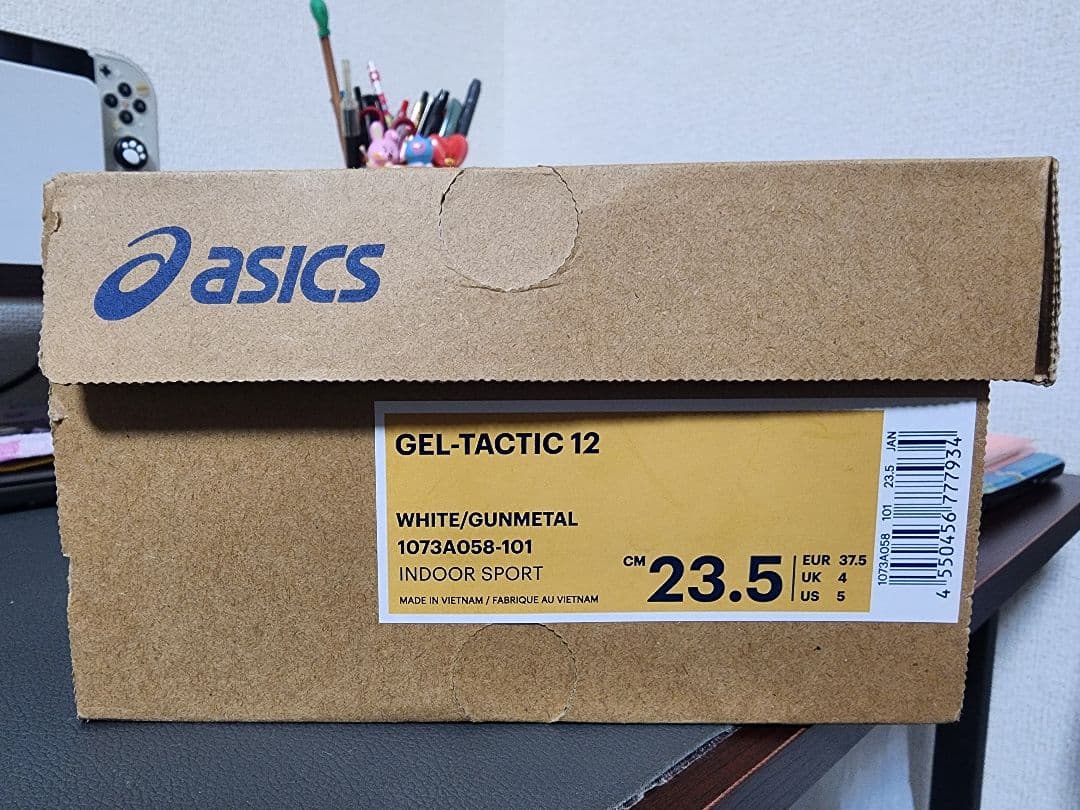 asics
GEL-TACTIC 12
WHITE/GUNMETAL
1073A058-101
INDOOR SPORT
MADE IN VIETNAM / FABRIQUE AU VIETNAM
CM 23.5
EUR 37.5
UK 4
US 5
1073A058 101 23.5 JAN
4 550456 777934